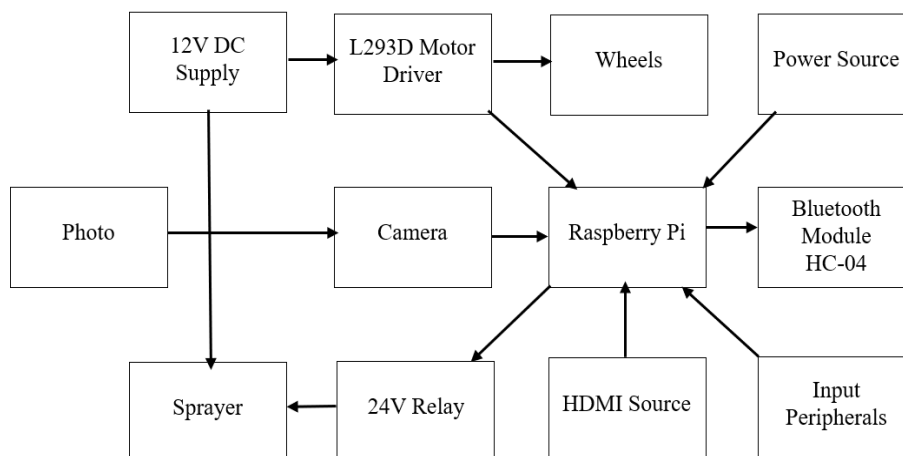 12V DC
Supply
L293D Motor
Driver
Wheels
Power Source
Photo
Camera
Raspberry Pi
Bluetooth
Module
HC-04
Sprayer
24V Relay
HDMI Source
Input
Peripherals